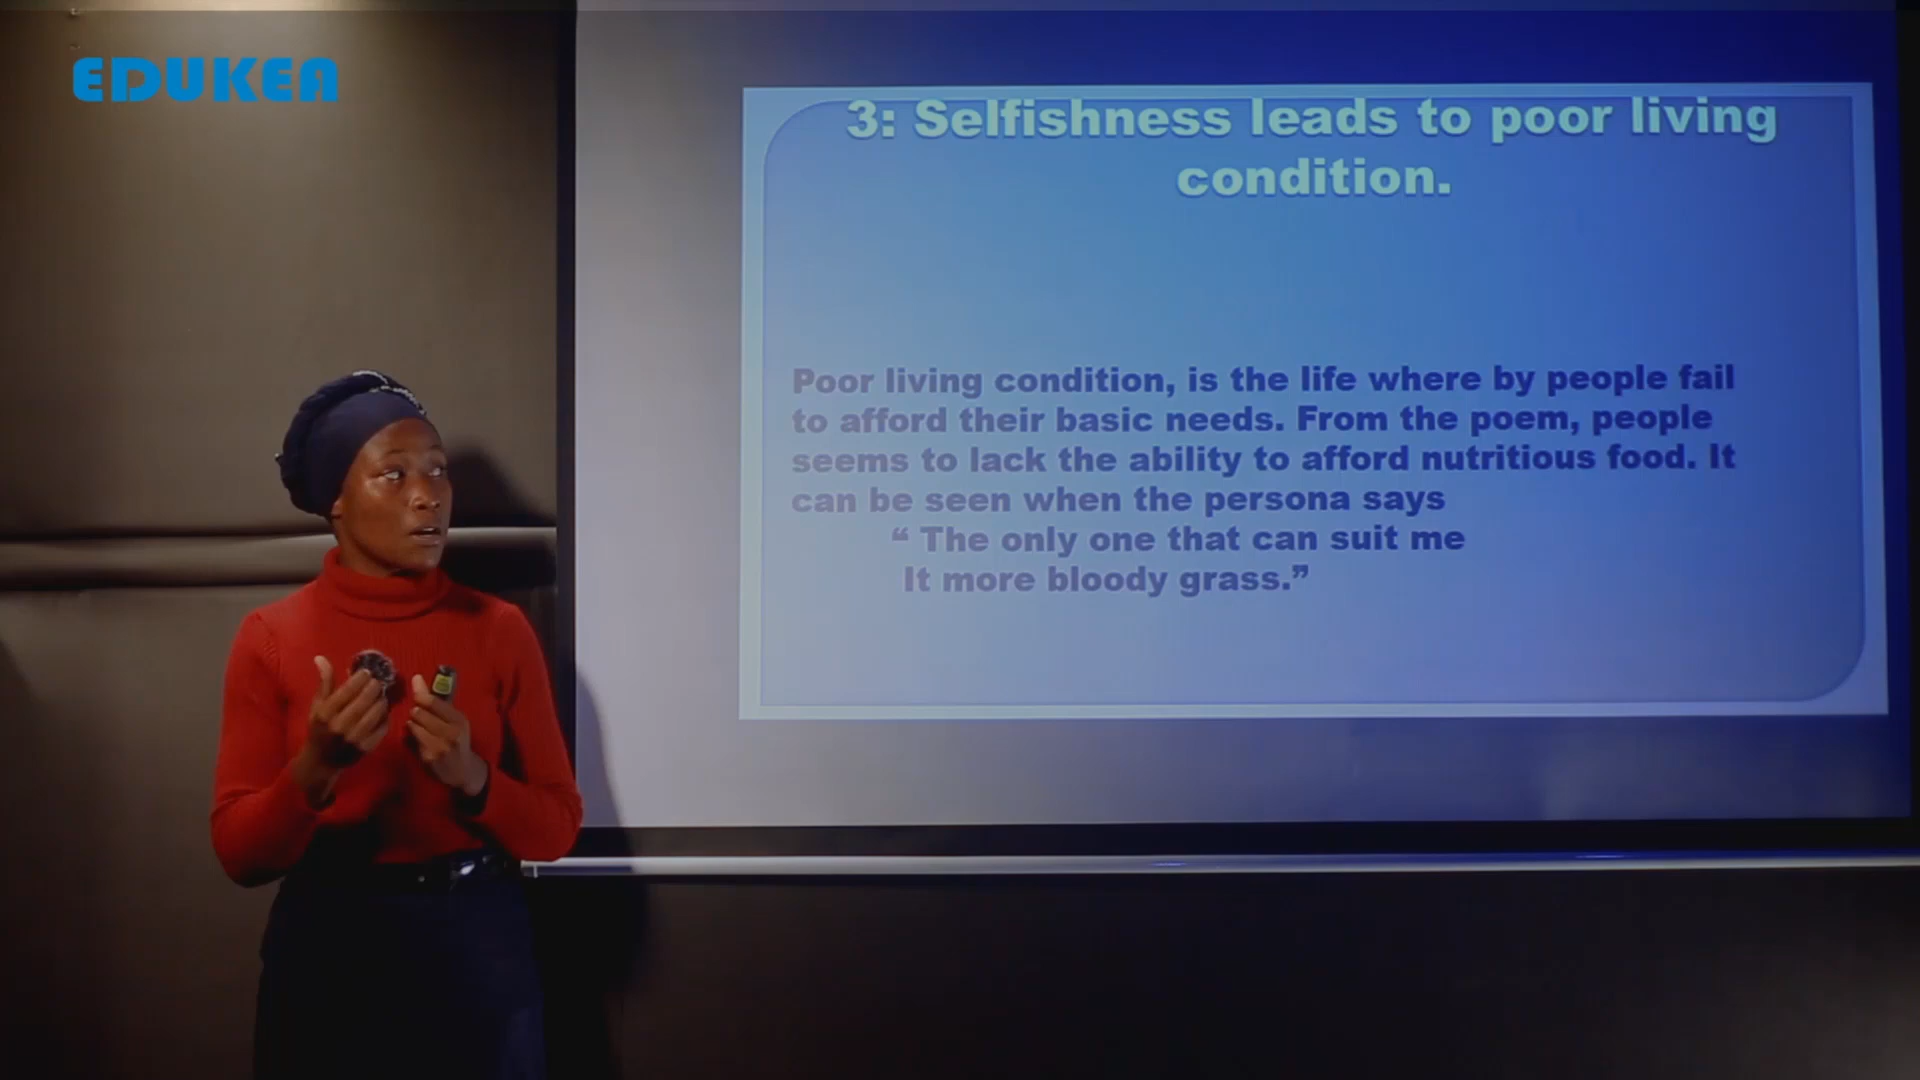 EDUKEA
3: Selfishness leads to poor living
condition.
Poor living condition, is the life where by people fail
to afford their basic needs. From the poem, people
seems to lack the ability to afford nutritious food. It
can be seen when the persona says
“ The only one that can suit me
It more bloody grass.”